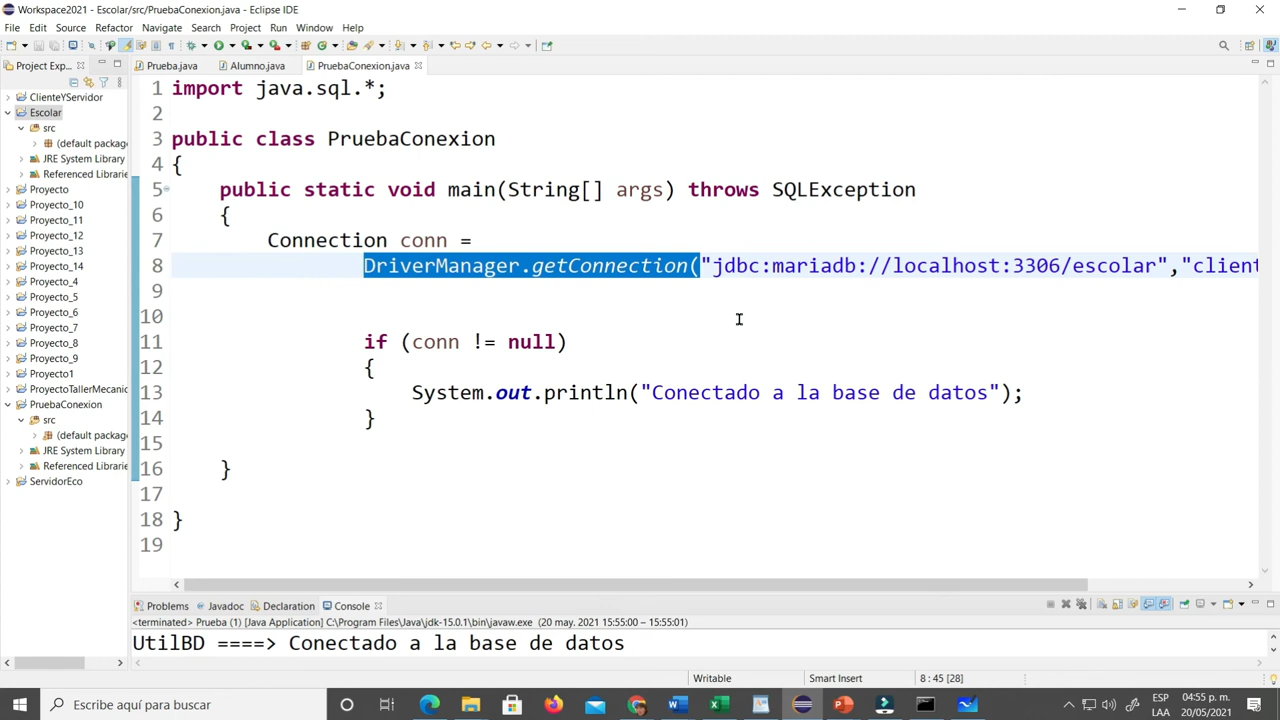 Workspace2021 - Escolar/src/PruebaConexion.java - Eclipse IDE
File Edit Source Refactor Navigate Search Project Run Window Help
Project Exp...
ClienteYServidor
Escolar
src
(default package
JRE System Library
Referenced Librarie
Proyecto
Proyecto_10
Proyecto_11
Proyecto_12
Proyecto_13
Proyecto_14
Proyecto_4
Proyecto_5
Proyecto_6
Proyecto_7
Proyecto_8
Proyecto_9
Proyecto1
ProyectoTallerMecanic
PruebaConexion
src
(default package
JRE System Library
Referenced Librarie
ServidorEco
Prueba.java Alumno.java PruebaConexion.java
1 import java.sql.*;
2
3 public class PruebaConexion
4 {
5 public static void main(String[] args) throws SQLException
6 {
7 Connection conn =
8 DriverManager.getConnection("jdbc:mariadb://localhost:3306/escolar","client
9
10
11 if (conn != null)
12 {
13 System.out.println("Conectado a la base de datos");
14 }
15
16 }
17
18 }
19
Problems Javadoc Declaration Console
<terminated> Prueba (1) [Java Application] C:\Program Files\Java\jdk-15.0.1\bin\javaw.exe (20 may. 2021 15:55:00 – 15:55:01)
UtilBD ====> Conectado a la base de datos
Writable Smart Insert 8 : 45 [28]
Escribe aquí para buscar
ESP
LAA
04:55 p. m.
20/05/2021